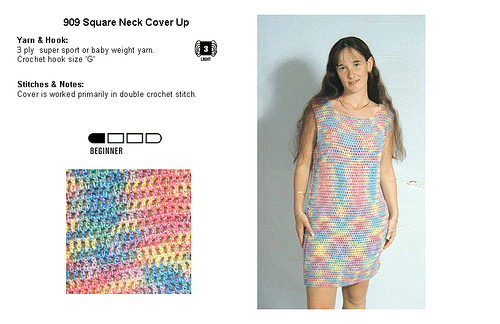 909 Square Neck Cover Up
Yarn & Hook:
3 ply super sport or baby weight yarn.
Crochet hook size "G"
3
LIGHT
Stitches & Notes:
Cover is worked primarily in double crochet stitch.
BEGINNER